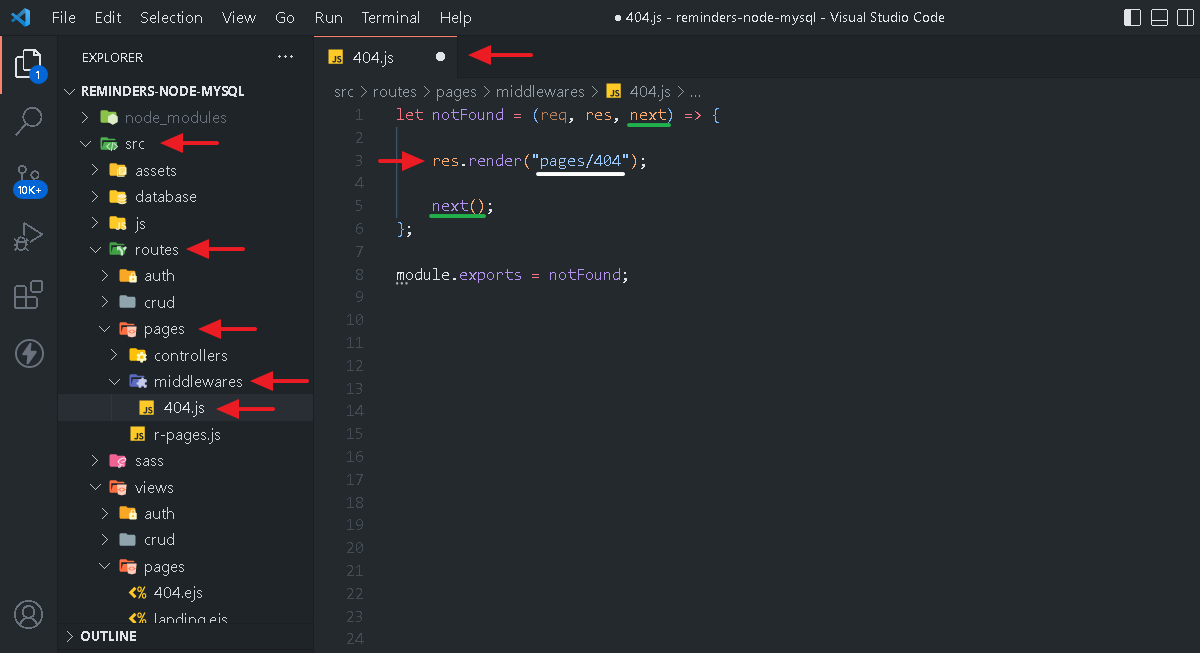 File Edit Selection View Go Run Terminal Help
● 404.js - reminders-node-mysql - Visual Studio Code
EXPLORER
...
REMINDERS-NODE-MYSQL
node_modules
src
assets
database
js
routes
auth
crud
pages
controllers
middlewares
404.js
r-pages.js
sass
views
auth
crud
pages
404.ejs
landing.ejs
OUTLINE
1
10K+
JS 404.js ●
src > routes > pages > middlewares > JS 404.js > ...
1 let notFound = (req, res, next) => {
2
3 res.render("pages/404");
4
5 next();
6 };
7
8 module.exports = notFound;
9
10
11
12
13
14
15
16
17
18
19
20
21
22
23
24